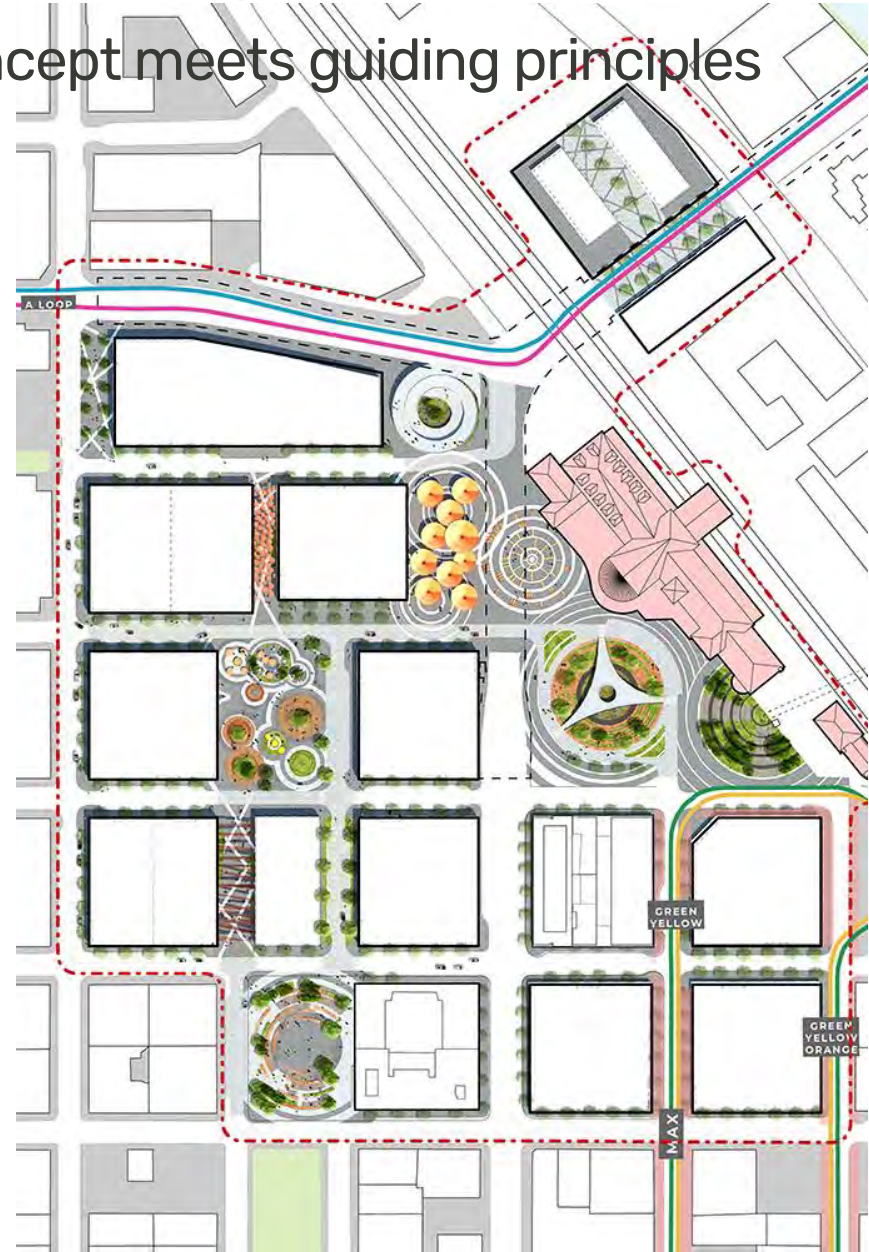 ncept meets guiding principles
A LOOP
GREEN
YELLOW
GREEN
YELLOW
ORANGE
MAX